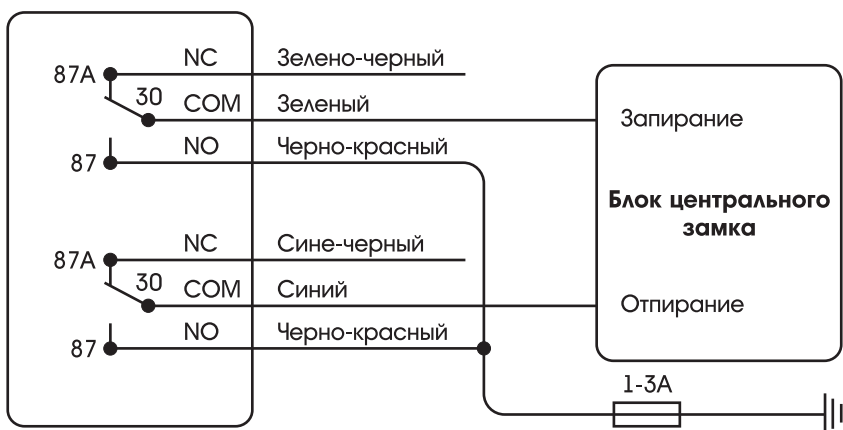 87A NC Зелено-черный
30 COM Зеленый Запирание
87 NO Черно-красный
Блок центрального
замка
87A NC Сине-черный
30 COM Синий Отпирание
87 NO Черно-красный
1-3А